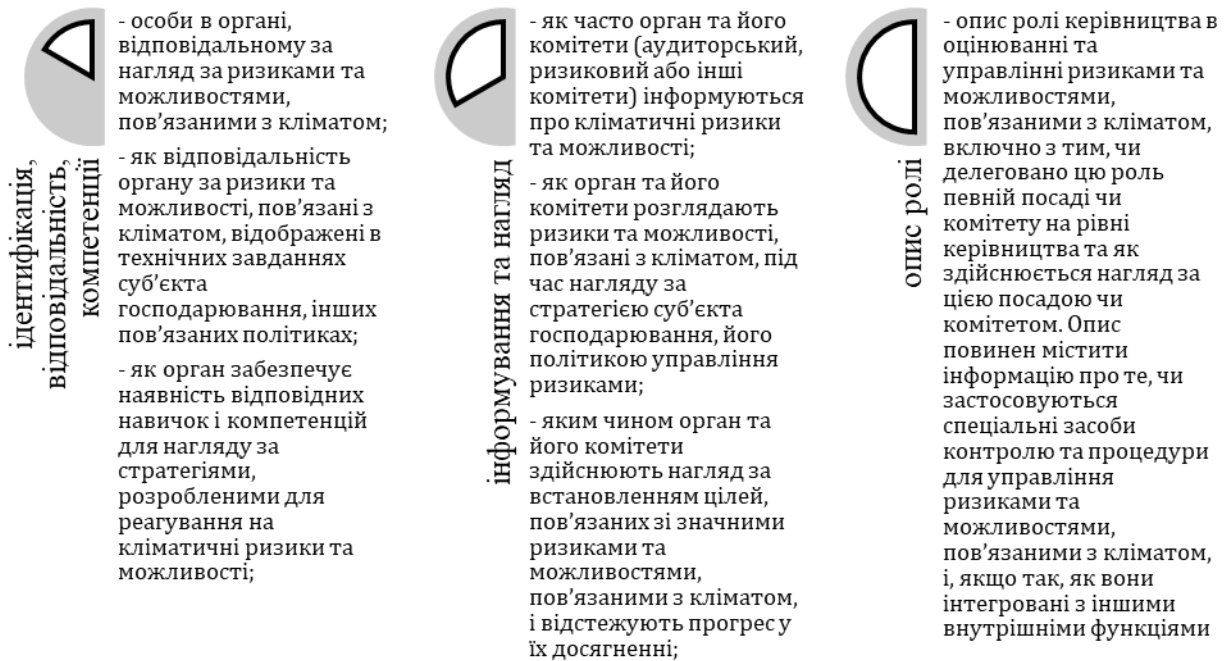 ідентифікація,
відповідальність,
компетенції
- особи в органі,
відповідальному за
нагляд за ризиками та
можливостями,
пов’язаними з кліматом;
- як відповідальність
органу за ризики та
можливості, пов’язані з
кліматом, відображені в
технічних завданнях
суб’єкта
господарювання, інших
пов’язаних політиках;
- як орган забезпечує
наявність відповідних
навичок і компетенцій
для нагляду за
стратегіями,
розробленими для
реагування на
кліматичні ризики та
можливості;
інформування та нагляд
- як часто орган та його
комітети (аудиторський,
ризиковий або інші
комітети) інформуються
про кліматичні ризики
та можливості;
- як орган та його
комітети розглядають
ризики та можливості,
пов’язані з кліматом, під
час нагляду за
стратегією суб’єкта
господарювання, його
політикою управління
ризиками;
- яким чином орган та
його комітети
здійснюють нагляд за
встановленням цілей,
пов’язаних зі значними
ризиками та
можливостями,
пов’язаними з кліматом,
і відстежують прогрес у
їх досягненні;
опис ролі
- опис ролі керівництва в
оцінюванні та
управлінні ризиками та
можливостями,
пов’язаними з кліматом,
включно з тим, чи
делеговано цю роль
певній посаді чи
комітету на рівні
керівництва та як
здійснюється нагляд за
цією посадою чи
комітетом. Опис
повинен містити
інформацію про те, чи
застосовуються
спеціальні засоби
контролю та процедури
для управління
ризиками та
можливостями,
пов’язаними з кліматом,
і, якщо так, як вони
інтегровані з іншими
внутрішніми функціями